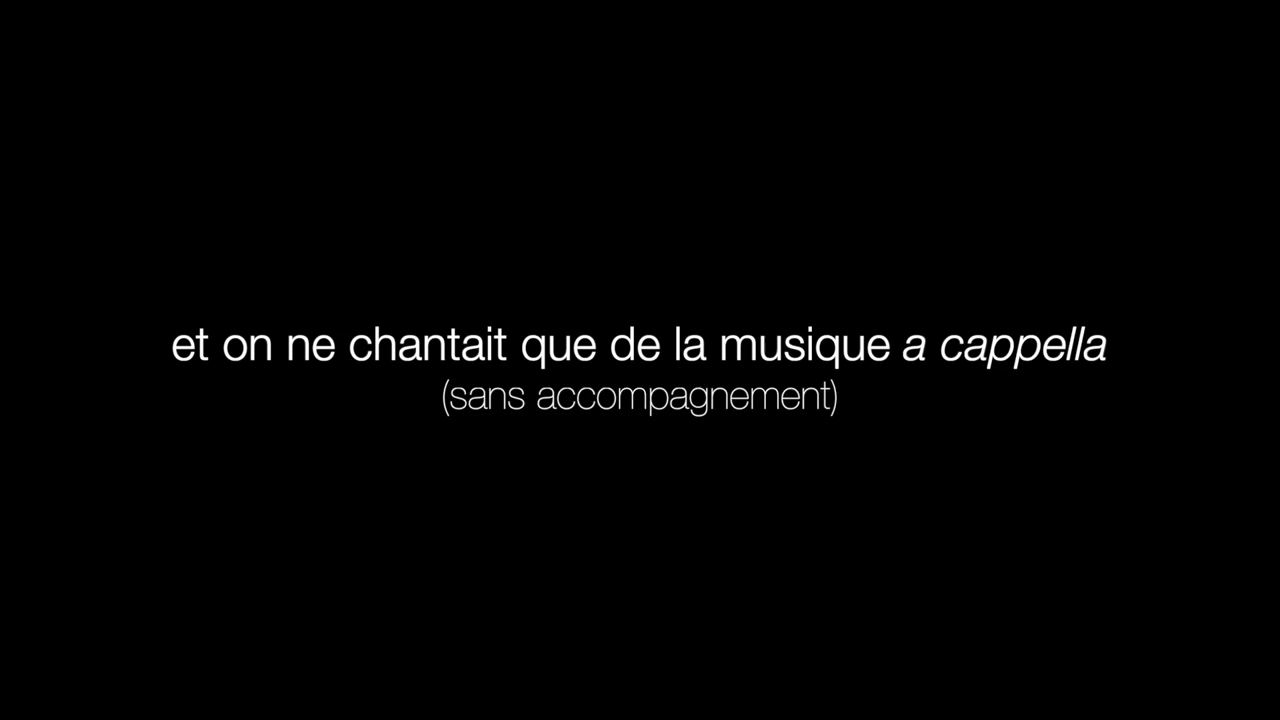 et on ne chantait que de la musique a cappella
(sans accompagnement)